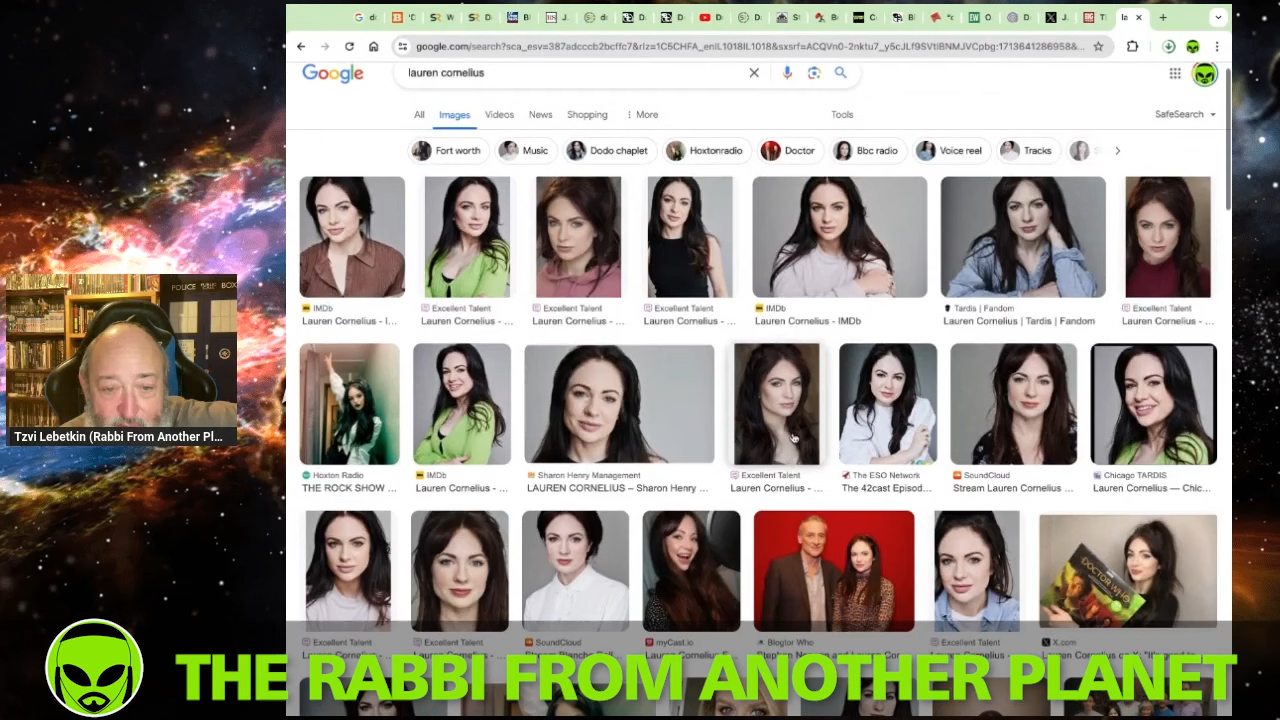 google.com/search?sca_esv=387adcccb2bcffc7&rlz=1C5CHFA_enIL1018IL1018&sxsrf=ACQVn0-2nktu7_y5cJLf9SVtIBNMJVCpbg:1713641286958&...
Google lauren cornelius
All Images Videos News Shopping More Tools SafeSearch
Fort worth Music Dodo chaplet Hoxtonradio Doctor Bbc radio Voice reel Tracks
POLICE BOX
IMDb Excellent Talent Excellent Talent Excellent Talent IMDb Tardis | Fandom Excellent Talent
Lauren Cornelius - I... Lauren Cornelius - ... Lauren Cornelius - ... Lauren Cornelius - ... Lauren Cornelius - IMDb Lauren Cornelius | Tardis | Fandom Lauren Cornelius - ...
Tzvi Lebetkin (Rabbi From Another Pl...
Hoxton Radio IMDb Sharon Henry Management Excellent Talent The ESO Network SoundCloud Chicago TARDIS
THE ROCK SHOW ... Lauren Cornelius - ... LAUREN CORNELIUS – Sharon Henry ... Lauren Cornelius - ... The 42cast Episod... Stream Lauren Cornelius ... Lauren Cornelius — Chic...
DOCTOR WHO
Excellent Talent Excellent Talent SoundCloud myCast.io Blogtor Who Excellent Talent X.com
THE RABBI FROM ANOTHER PLANET